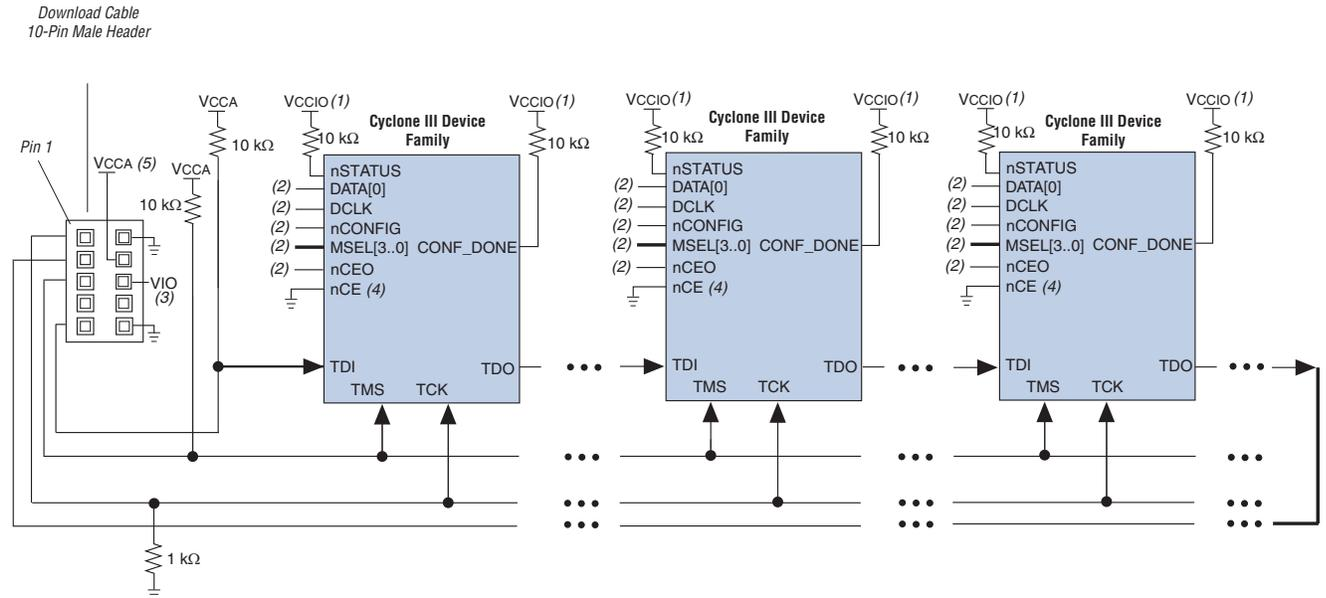 Download Cable
10-Pin Male Header
Pin 1
VCCA (5)
VCCA
10 kΩ
VCCA
10 kΩ
VIO
(3)
VCCIO (1)
10 kΩ
Cyclone III Device
Family
VCCIO (1)
10 kΩ
nSTATUS
(2) DATA[0]
(2) DCLK
(2) nCONFIG
(2) MSEL[3..0] CONF_DONE
(2) nCEO
nCE (4)
TDI TDO
TMS TCK
VCCIO (1)
10 kΩ
Cyclone III Device
Family
VCCIO (1)
10 kΩ
nSTATUS
(2) DATA[0]
(2) DCLK
(2) nCONFIG
(2) MSEL[3..0] CONF_DONE
(2) nCEO
nCE (4)
TDI TDO
TMS TCK
VCCIO (1)
10 kΩ
Cyclone III Device
Family
VCCIO (1)
10 kΩ
nSTATUS
(2) DATA[0]
(2) DCLK
(2) nCONFIG
(2) MSEL[3..0] CONF_DONE
(2) nCEO
nCE (4)
TDI TDO
TMS TCK
1 kΩ